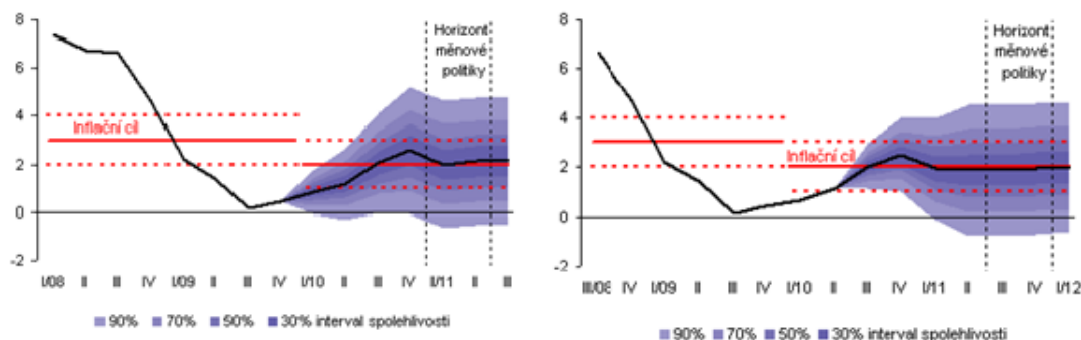 8
6
4
2
0
-2
Horizont
měnové
politiky
Inflační cíl
I/08 II III IV I/09 II III IV I/10 II III IV I/11 II III
90% 70% 50% 30% interval spolehlivosti
8
6
4
2
0
-2
Horizont
měnové
politiky
Inflační cíl
III/08 IV I/09 II III IV I/10 II III IV I/11 II III IV I/12
90% 70% 50% 30% interval spolehlivosti